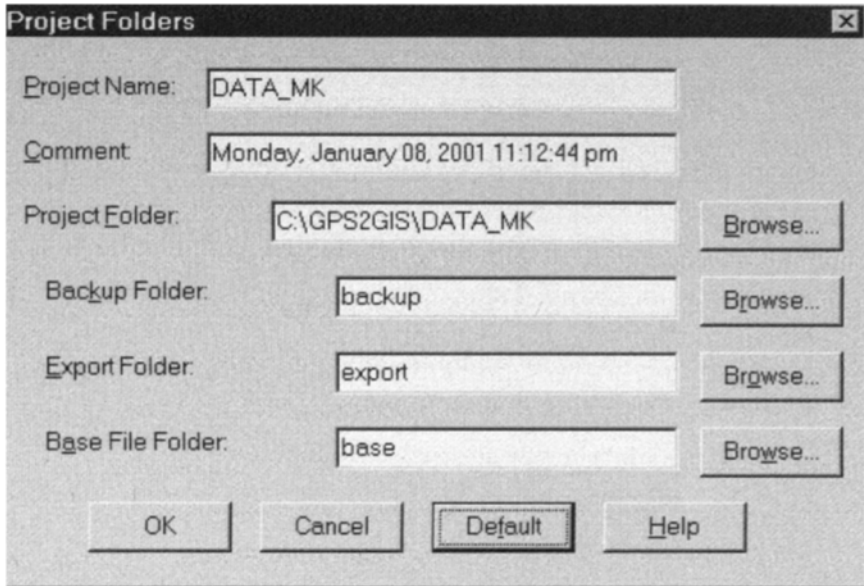 Project Folders
Project Name: DATA_MK
Comment: Monday, January 08, 2001 11:12:44 pm
Project Folder: C:\GPS2GIS\DATA_MK Browse...
Backup Folder: backup Browse...
Export Folder: export Browse...
Base File Folder: base Browse...
OK Cancel Default Help